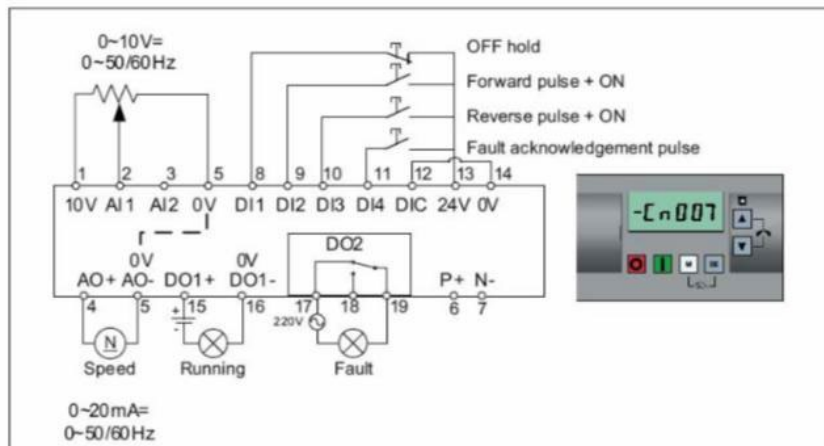 0~10V=
0~50/60Hz
OFF hold
Forward pulse + ON
Reverse pulse + ON
Fault acknowledgement pulse
1 2 3 5 8 9 10 11 12 13 14
10V AI1 AI2 0V DI1 DI2 DI3 DI4 DIC 24V 0V
-Cn007
0V 0V DO2
AO+ AO- DO1+ DO1- P+ N-
4 5 15 16 17 18 19 6 7
+
-
220V
N
Speed Running Fault
0~20mA=
0~50/60Hz